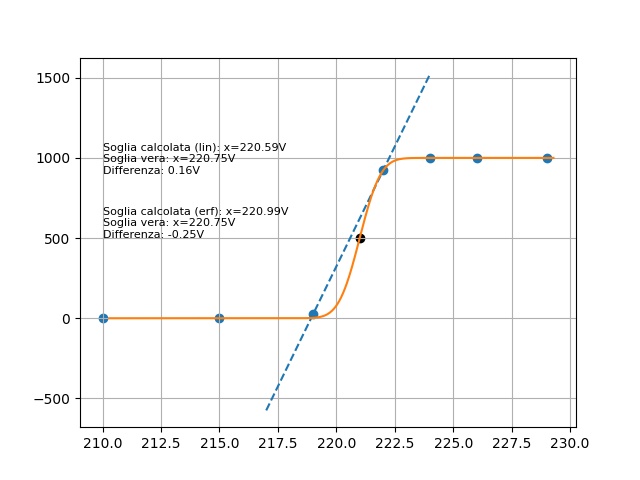 1500
1000
500
0
−500
Soglia calcolata (lin): x=220.59V
Soglia vera: x=220.75V
Differenza: 0.16V
Soglia calcolata (erf): x=220.99V
Soglia vera: x=220.75V
Differenza: -0.25V
210.0 212.5 215.0 217.5 220.0 222.5 225.0 227.5 230.0